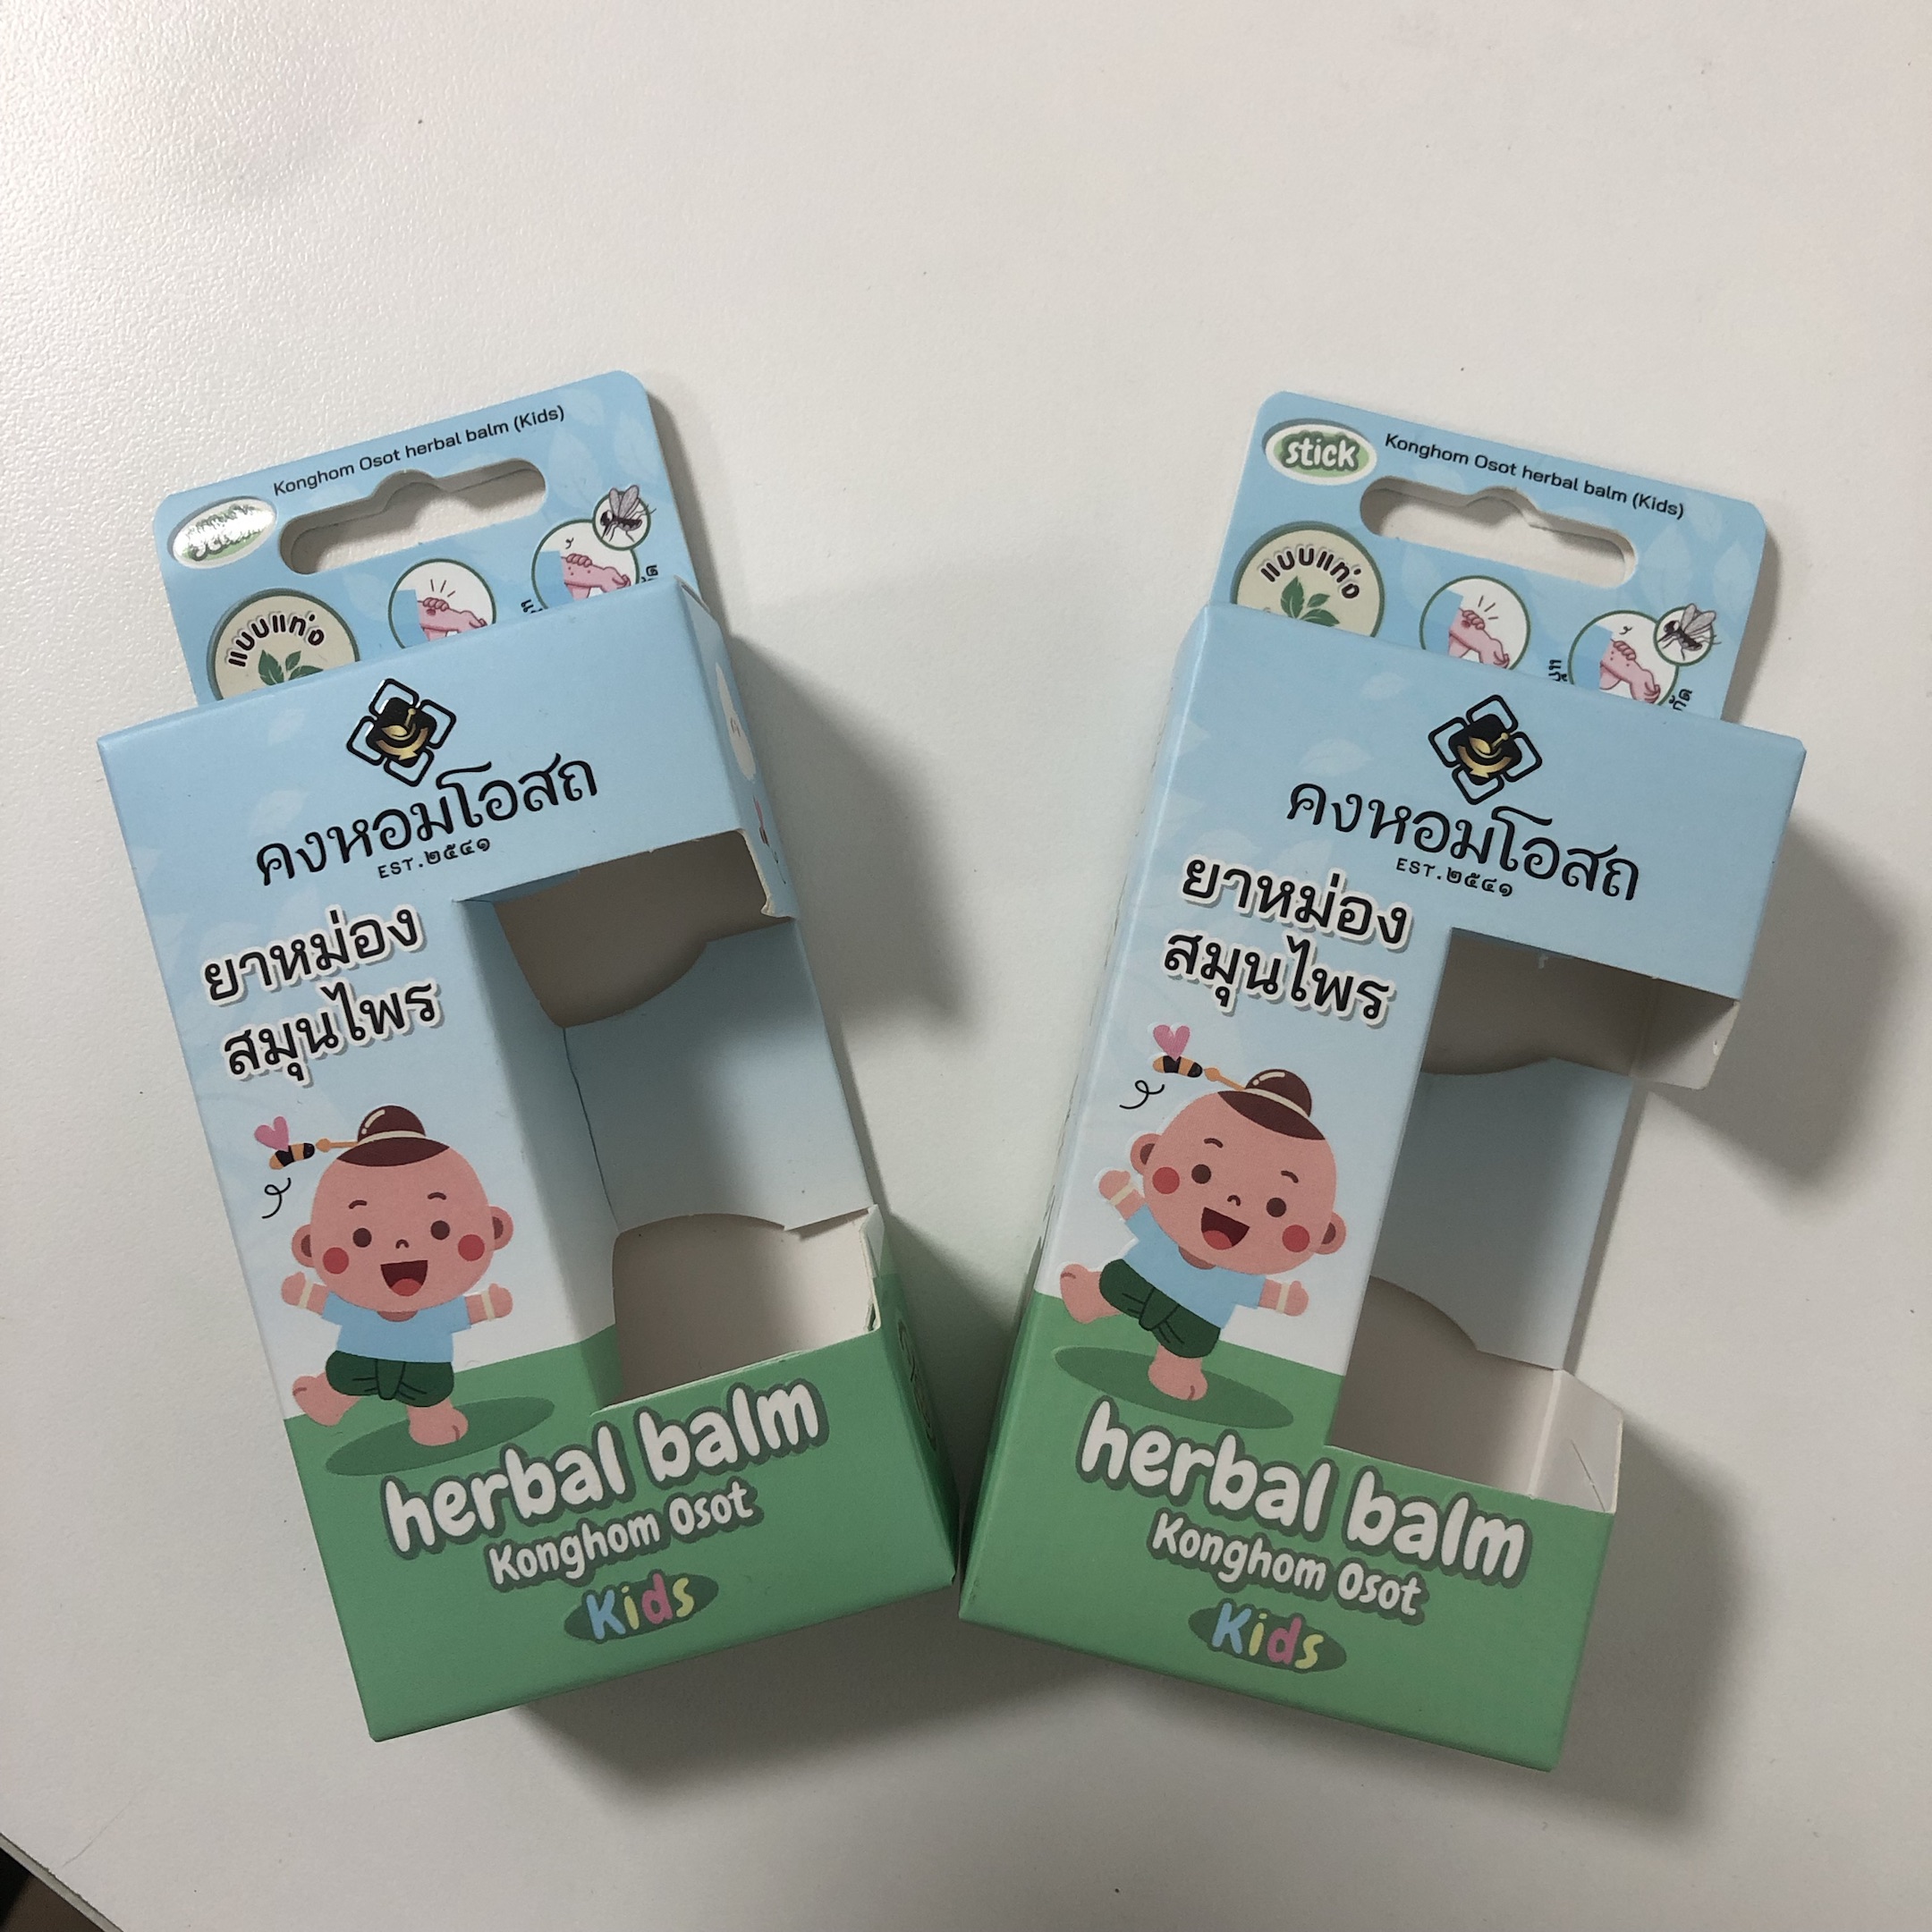 Konghom Osot herbal balm (Kids)
stick
แบบแท่ง
คงหอมโอสถ
EST.๒๕๔๑
ยาหม่อง
สมุนไพร
herbal balm
Konghom Osot
Kids
stick
Konghom Osot herbal balm (Kids)
แบบแท่ง
คงหอมโอสถ
EST.๒๕๔๑
ยาหม่อง
สมุนไพร
herbal balm
Konghom Osot
Kids